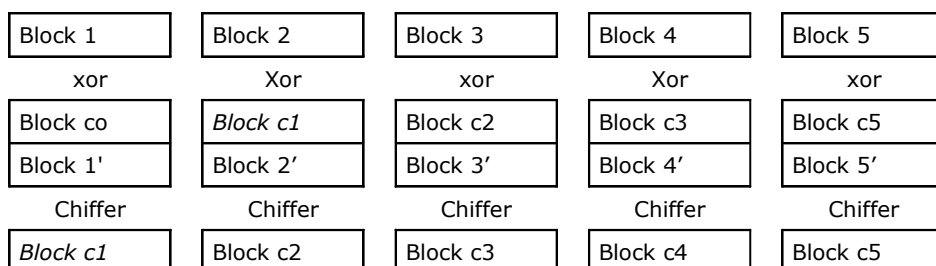 Block 1 Block 2 Block 3 Block 4 Block 5
xor Xor xor Xor xor
Block co Block c1 Block c2 Block c3 Block c5
Block 1' Block 2’ Block 3’ Block 4’ Block 5’
Chiffer Chiffer Chiffer Chiffer Chiffer
Block c1 Block c2 Block c3 Block c4 Block c5